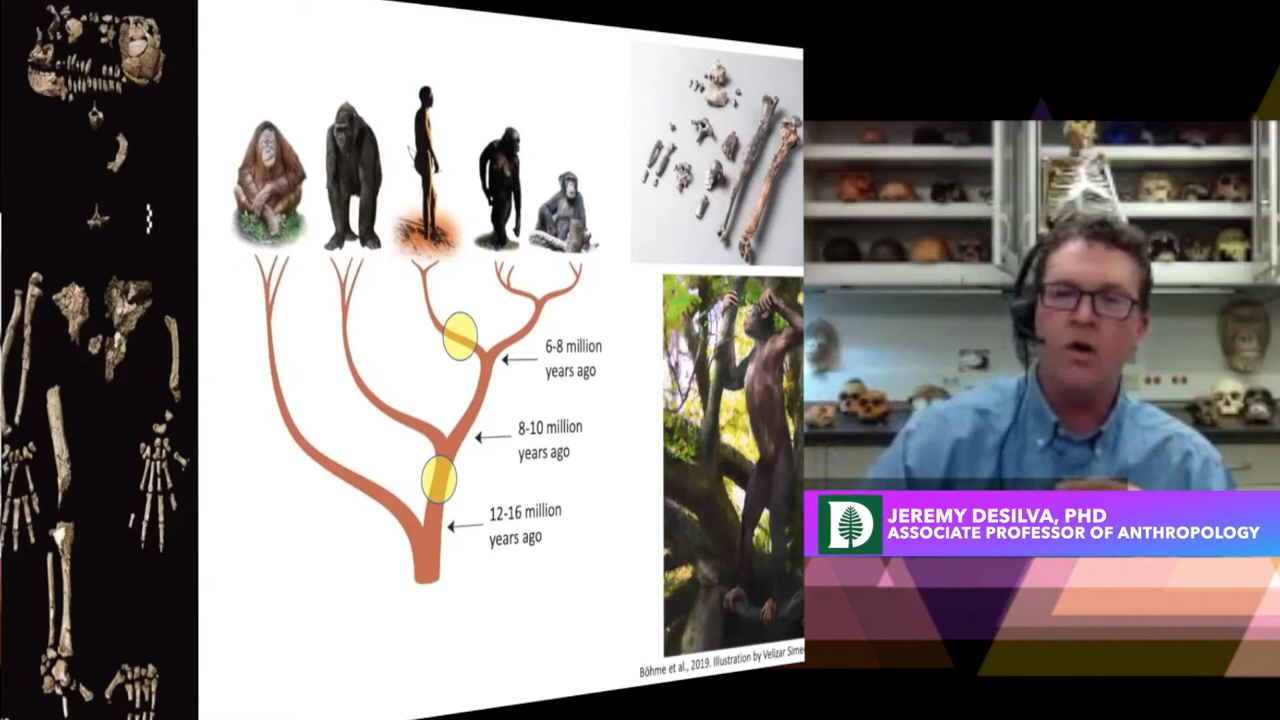 6-8 million
years ago
8-10 million
years ago
12-16 million
years ago
Böhme et al., 2019. Illustration by Velizar Sime
D
JEREMY DESILVA, PHD
ASSOCIATE PROFESSOR OF ANTHROPOLOGY